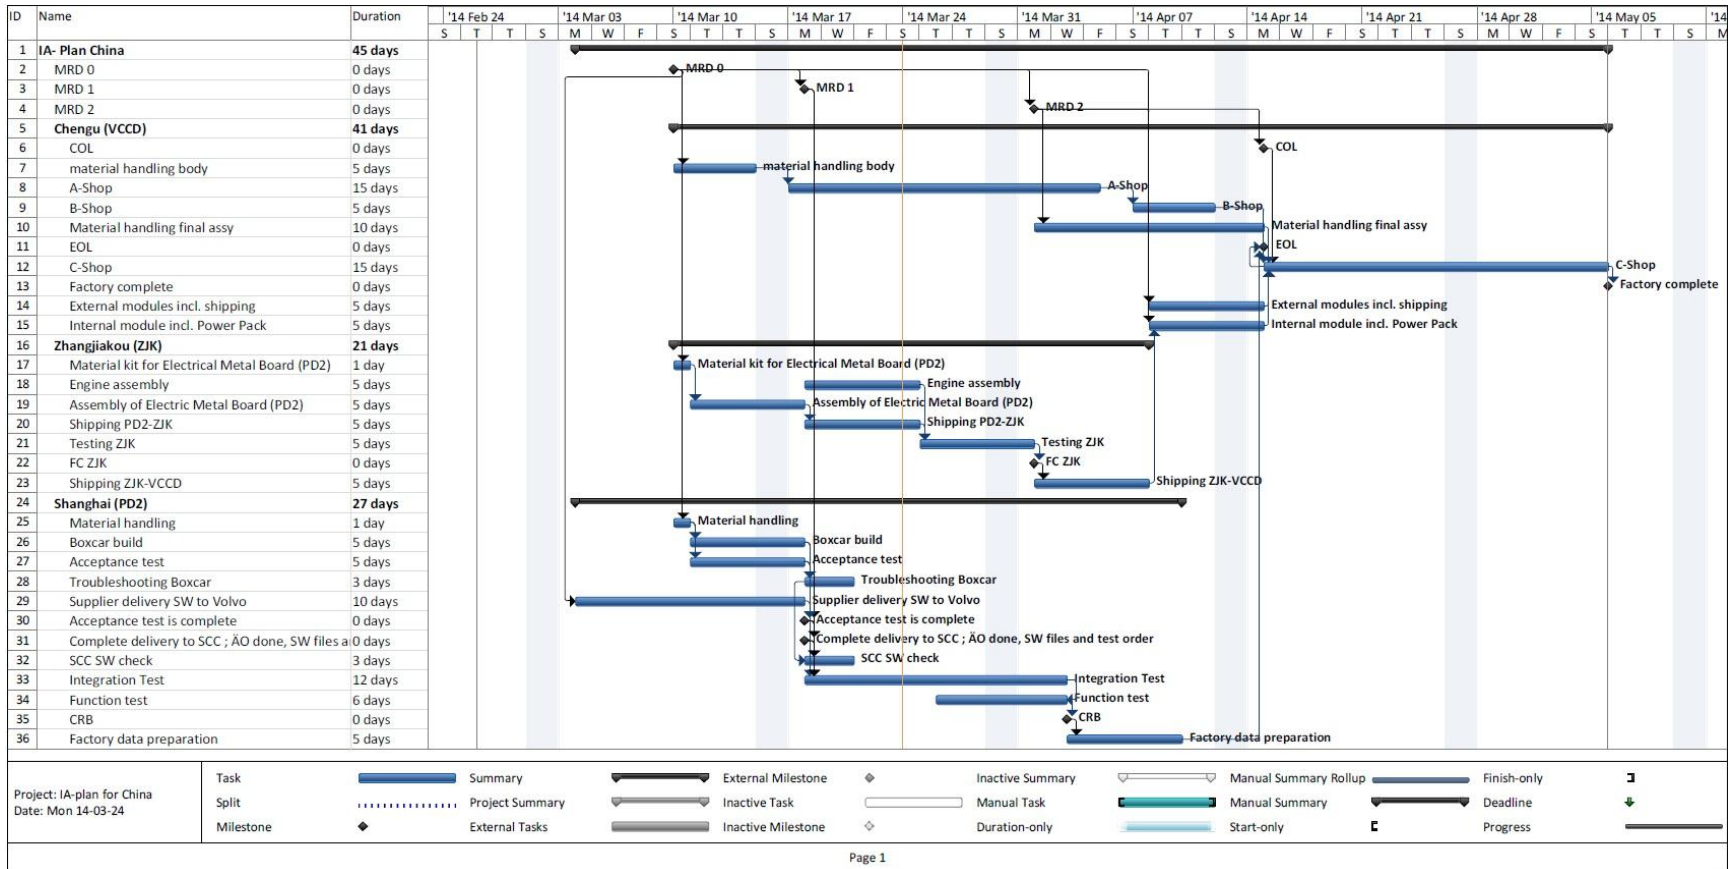 ID Name Duration '14 Feb 24 '14 Mar 03 '14 Mar 10 '14 Mar 17 '14 Mar 24 '14 Mar 31 '14 Apr 07 '14 Apr 14 '14 Apr 21 '14 Apr 28 '14 May 05 '14
S T T S M W F S T T S M W F S T T S M W F S T T S M W F S T T S M W F S T T S M
1 IA- Plan China 45 days
2 MRD 0 0 days MRD 0
3 MRD 1 0 days MRD 1
4 MRD 2 0 days MRD 2
5 Chengu (VCCD) 41 days
6 COL 0 days COL
7 material handling body 5 days material handling body
8 A-Shop 15 days A-Shop
9 B-Shop 5 days B-Shop
10 Material handling final assy 10 days Material handling final assy
11 EOL 0 days EOL
12 C-Shop 15 days C-Shop
13 Factory complete 0 days Factory complete
14 External modules incl. shipping 5 days External modules incl. shipping
15 Internal module incl. Power Pack 5 days Internal module incl. Power Pack
16 Zhangjiakou (ZJK) 21 days
17 Material kit for Electrical Metal Board (PD2) 1 day Material kit for Electrical Metal Board (PD2)
18 Engine assembly 5 days Engine assembly
19 Assembly of Electric Metal Board (PD2) 5 days Assembly of Electric Metal Board (PD2)
20 Shipping PD2-ZJK 5 days Shipping PD2-ZJK
21 Testing ZJK 5 days Testing ZJK
22 FC ZJK 0 days FC ZJK
23 Shipping ZJK-VCCD 5 days Shipping ZJK-VCCD
24 Shanghai (PD2) 27 days
25 Material handling 1 day Material handling
26 Boxcar build 5 days Boxcar build
27 Acceptance test 5 days Acceptance test
28 Troubleshooting Boxcar 3 days Troubleshooting Boxcar
29 Supplier delivery SW to Volvo 10 days Supplier delivery SW to Volvo
30 Acceptance test is complete 0 days Acceptance test is complete
31 Complete delivery to SCC ; ÄO done, SW files a 0 days Complete delivery to SCC ; ÄO done, SW files and test order
32 SCC SW check 3 days SCC SW check
33 Integration Test 12 days Integration Test
34 Function test 6 days Function test
35 CRB 0 days CRB
36 Factory data preparation 5 days Factory data preparation
Project: IA-plan for China
Date: Mon 14-03-24
Task Summary External Milestone Inactive Summary Manual Summary Rollup Finish-only
Split Project Summary Inactive Task Manual Task Manual Summary Deadline
Milestone External Tasks Inactive Milestone Duration-only Start-only Progress
Page 1